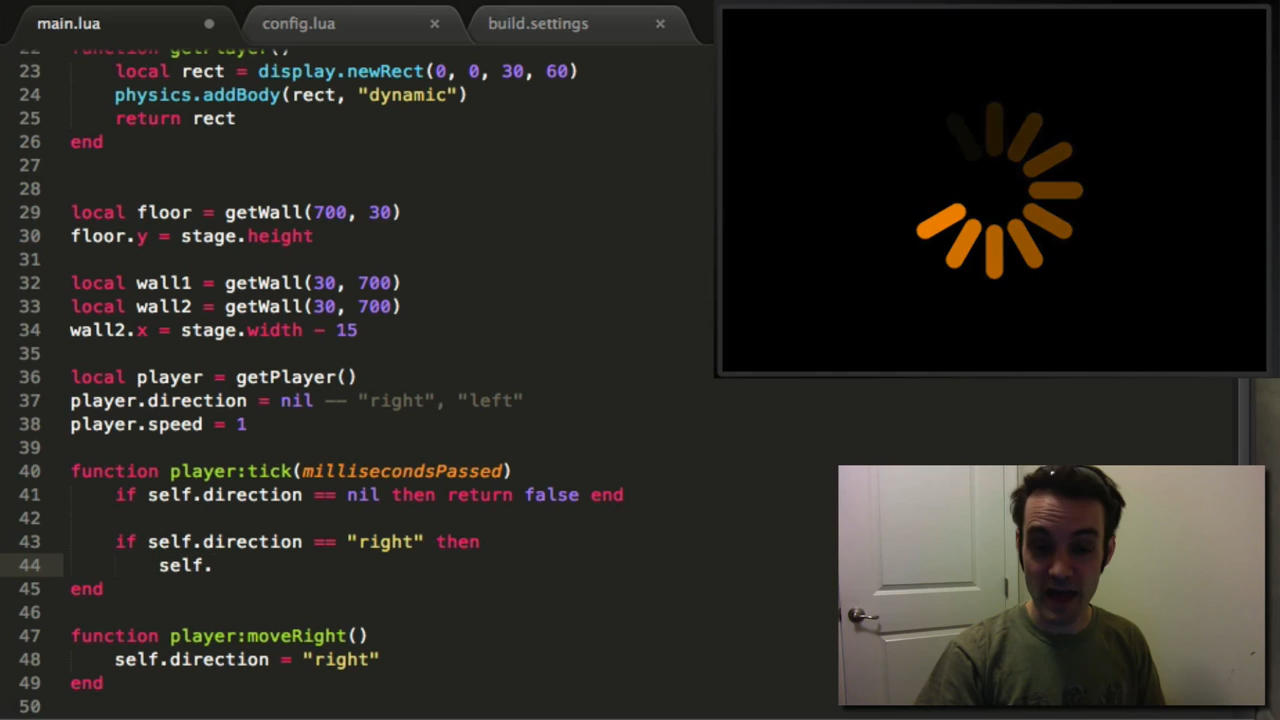 main.lua
config.lua
build.settings
22 function getPlayer()
23 local rect = display.newRect(0, 0, 30, 60)
24 physics.addBody(rect, "dynamic")
25 return rect
26 end
27
28
29 local floor = getWall(700, 30)
30 floor.y = stage.height
31
32 local wall1 = getWall(30, 700)
33 local wall2 = getWall(30, 700)
34 wall2.x = stage.width - 15
35
36 local player = getPlayer()
37 player.direction = nil -- "right", "left"
38 player.speed = 1
39
40 function player:tick(millisecondsPassed)
41 if self.direction == nil then return false end
42
43 if self.direction == "right" then
44 self.
45 end
46
47 function player:moveRight()
48 self.direction = "right"
49 end
50